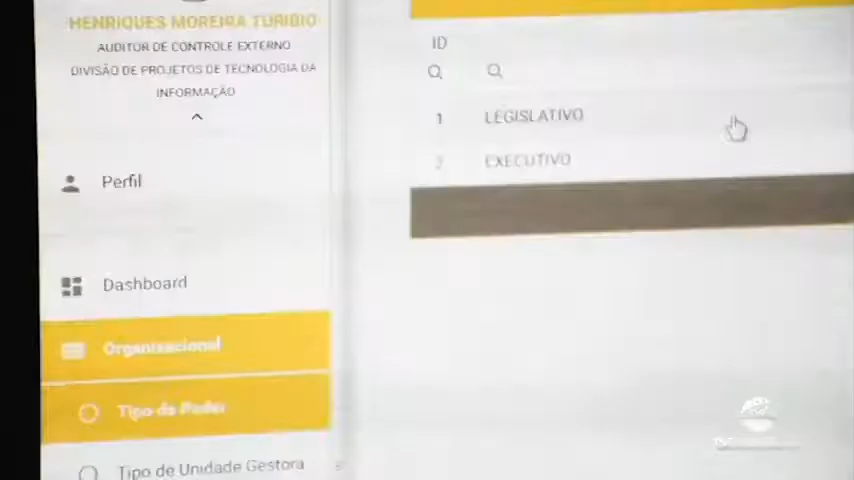 HENRIQUES MOREIRA TURIBIO
AUDITOR DE CONTROLE EXTERNO
DIVISÃO DE PROJETOS DE TECNOLOGIA DA
INFORMAÇÃO
Perfil
Dashboard
Organizacional
Tipo de Poder
Tipo de Unidade Gestora
ID
1 LEGISLATIVO
2 EXECUTIVO